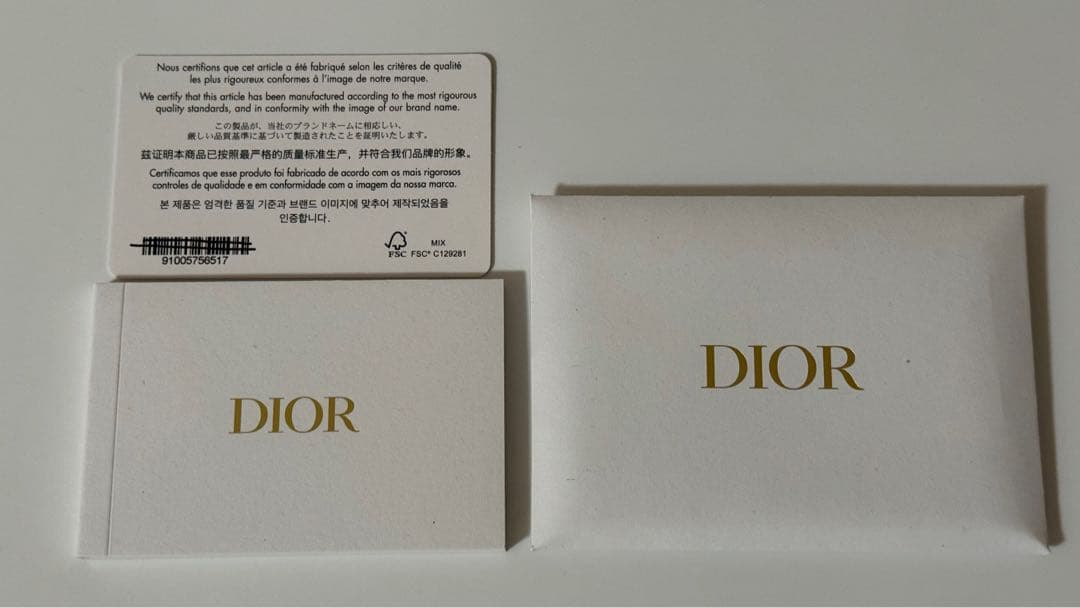 Nous certifions que cet article a été fabriqué selon les critères de qualité
les plus rigoureux conformes à l'image de notre marque.
We certify that this article has been manufactured according to the most rigourous
quality standards, and in conformity with the image of our brand name.
この製品が、当社のブランドネームに相応しい、
厳しい品質基準に基づいて製造されたことを証明いたします。
兹证明本商品已按照最严格的质量标准生产，并符合我们品牌的形象。
Certificamos que esse produto foi fabricado de acordo com os mais rigorosos
controles de qualidade e em conformidade com a imagem da nossa marca.
본 제품은 엄격한 품질 기준과 브랜드 이미지에 맞추어 제작되었음을
인증합니다.
91005756517
FSC
MIX
FSC® C129281
DIOR
DIOR